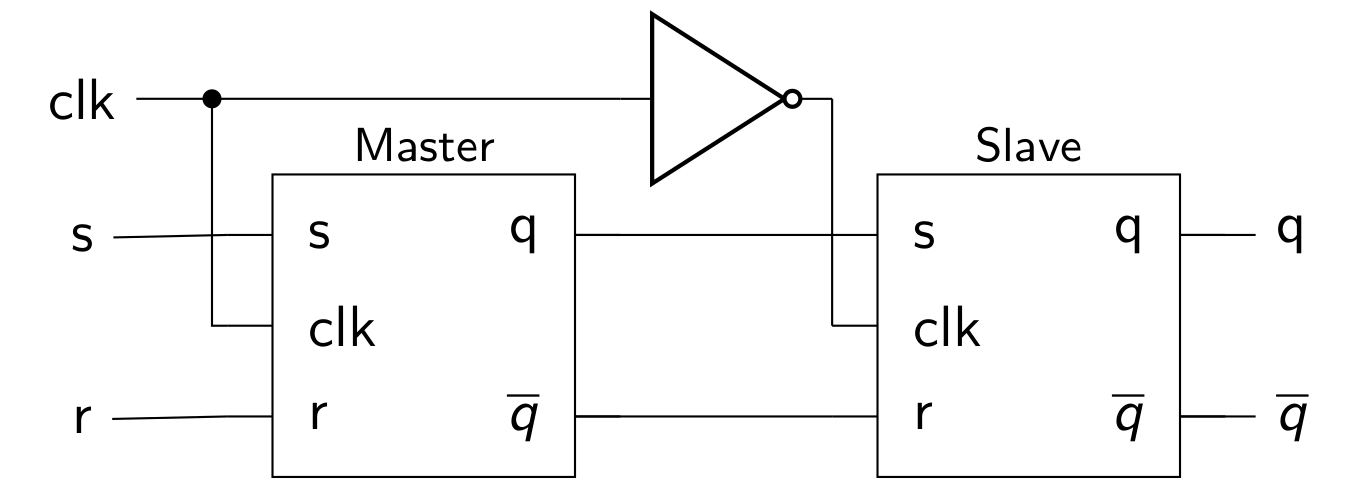 clk
Master
Slave
s s q s q q
clk clk
r r q̅ r q̅ q̅